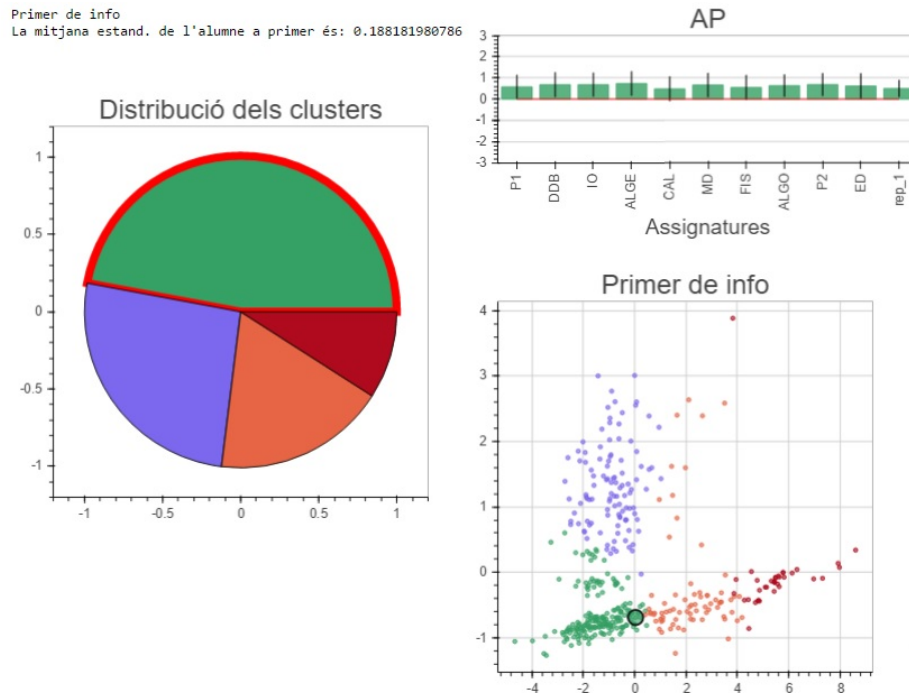 Primer de info
La mitjana estand. de l'alumne a primer és: 0.188181980786
AP
3
2
1
0
-1
-2
-3
P1
DDB
IO
ALGE
CAL
MD
FIS
ALGO
P2
ED
rep_1
Assignatures
Distribució dels clusters
1
0.5
0
-0.5
-1
-1
-0.5
0
0.5
1
Primer de info
4
3
2
1
0
-1
-4
-2
0
2
4
6
8